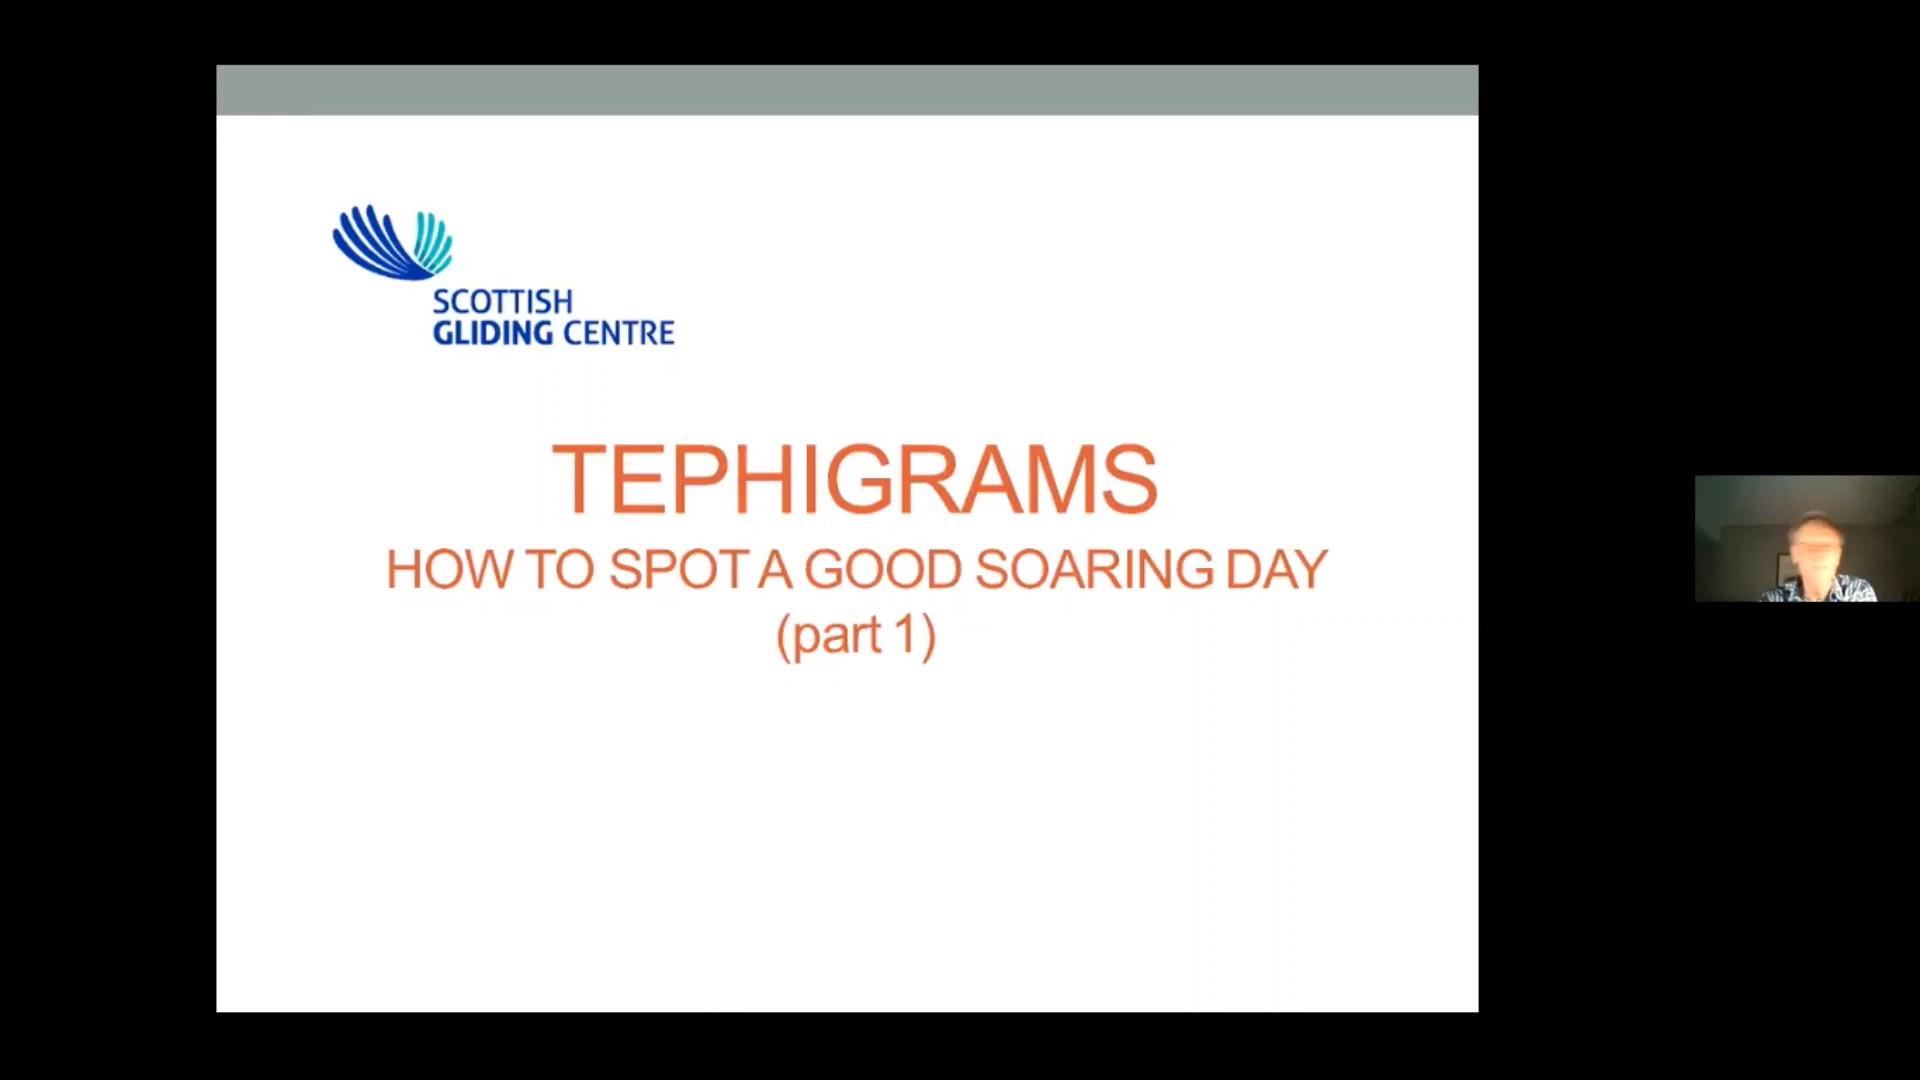 SCOTTISH
GLIDING CENTRE
TEPHIGRAMS
HOW TO SPOT A GOOD SOARING DAY
(part 1)